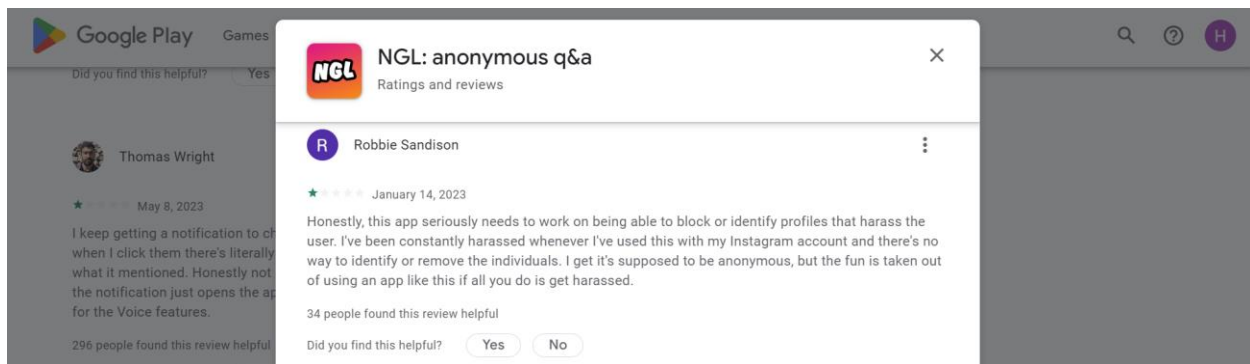 Google Play Games
NGL
NGL: anonymous q&a
Ratings and reviews
H
Did you find this helpful? Yes
Thomas Wright
May 8, 2023
I keep getting a notification to ch
when I click them there's literally
what it mentioned. Honestly not
the notification just opens the ap
for the Voice features.
296 people found this review helpful
R Robbie Sandison
January 14, 2023
Honestly, this app seriously needs to work on being able to block or identify profiles that harass the
user. I've been constantly harassed whenever I've used this with my Instagram account and there's no
way to identify or remove the individuals. I get it's supposed to be anonymous, but the fun is taken out
of using an app like this if all you do is get harassed.
34 people found this review helpful
Did you find this helpful? Yes No